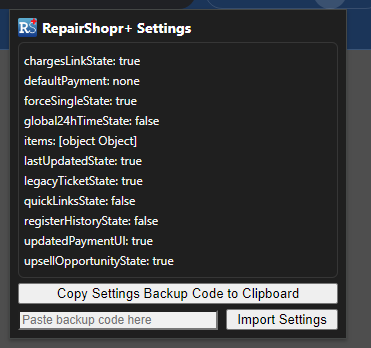 RS RepairShopr+ Settings
chargesLinkState: true
defaultPayment: none
forceSingleState: true
global24hTimeState: false
items: [object Object]
lastUpdatedState: true
legacyTicketState: true
quickLinksState: false
registerHistoryState: false
updatedPaymentUI: true
upsellOpportunityState: true
Copy Settings Backup Code to Clipboard
Paste backup code here Import Settings